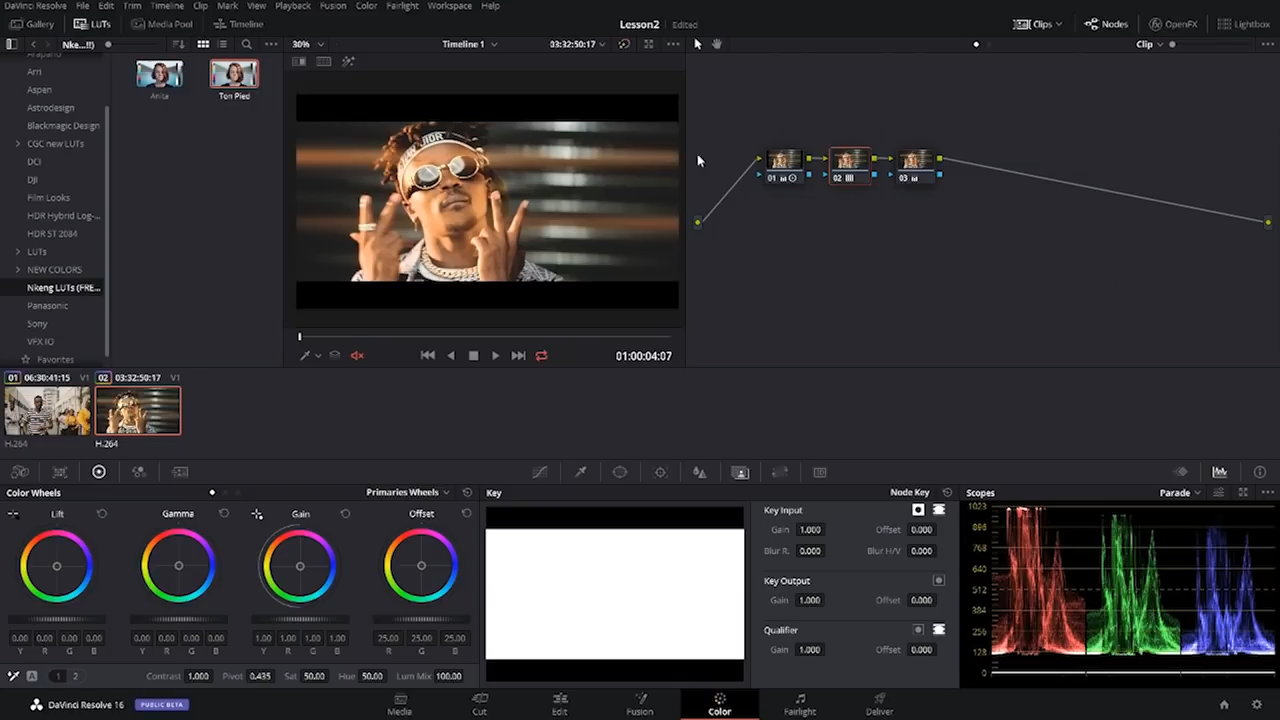 DaVinci Resolve File Edit Trim Timeline Clip Mark View Playback Fusion Color Fairlight Workspace Help
Gallery LUTs Media Pool Timeline Lesson2 Edited Clips Nodes OpenFX Lightbox
Nke...!!) 30% Timeline 1 03:32:50:17 Clip
Arri
Aspen
Astrodesign
Blackmagic Design
CGC new LUTs
DCI
DJI
Film Looks
HDR Hybrid Log-...
HDR ST 2084
LUTs
NEW COLORS
Nkeng LUTs (FRE...
Panasonic
Sony
VFX IO
Favorites
Anita Ton Pied
01 02 03
01:00:04:07
01 06:30:41:15 V1 02 03:32:50:17 V1
H.264 H.264
Color Wheels Primaries Wheels Key Node Key Scopes Parade
Lift Gamma Gain Offset
0.00 0.00 0.00 0.00 0.00 0.00 0.00 0.00 1.00 1.00 1.00 1.00 25.00 25.00 25.00
Y R G B Y R G B Y R G B R G B
1 2 Contrast 1.000 Pivot 0.435 Sat 50.00 Hue 50.00 Lum Mix 100.00
Key Input
Gain 1.000 Offset 0.000
Blur R. 0.000 Blur H/V 0.000
Key Output
Gain 1.000 Offset 0.000
Qualifier
Gain 1.000 Offset 0.000
1023
896
768
640
512
384
256
128
0
DaVinci Resolve 16 PUBLIC BETA Media Cut Edit Fusion Color Fairlight Deliver